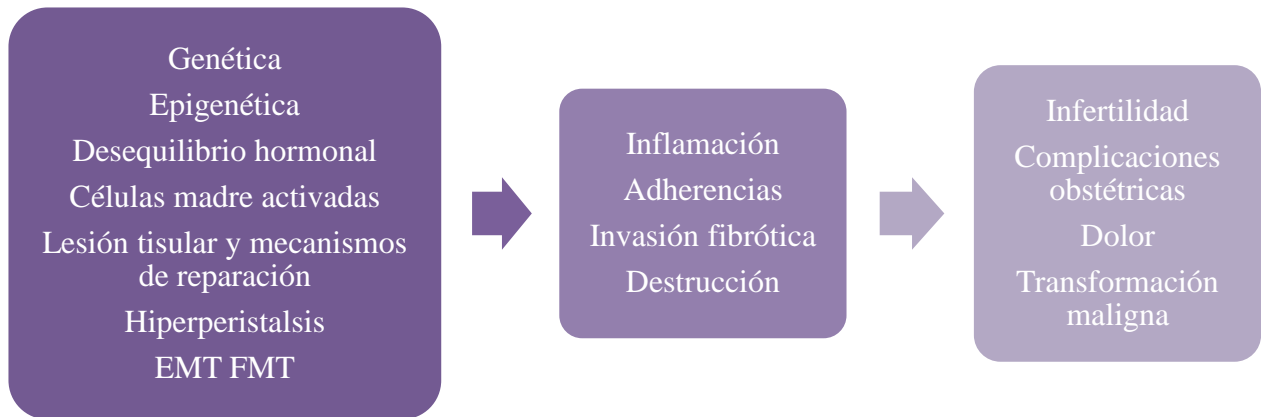 Genética
Epigenética
Desequilibrio hormonal
Células madre activadas
Lesión tisular y mecanismos
de reparación
Hiperperistalsis
EMT FMT
Inflamación
Adherencias
Invasión fibrótica
Destrucción
Infertilidad
Complicaciones
obstétricas
Dolor
Transformación
maligna